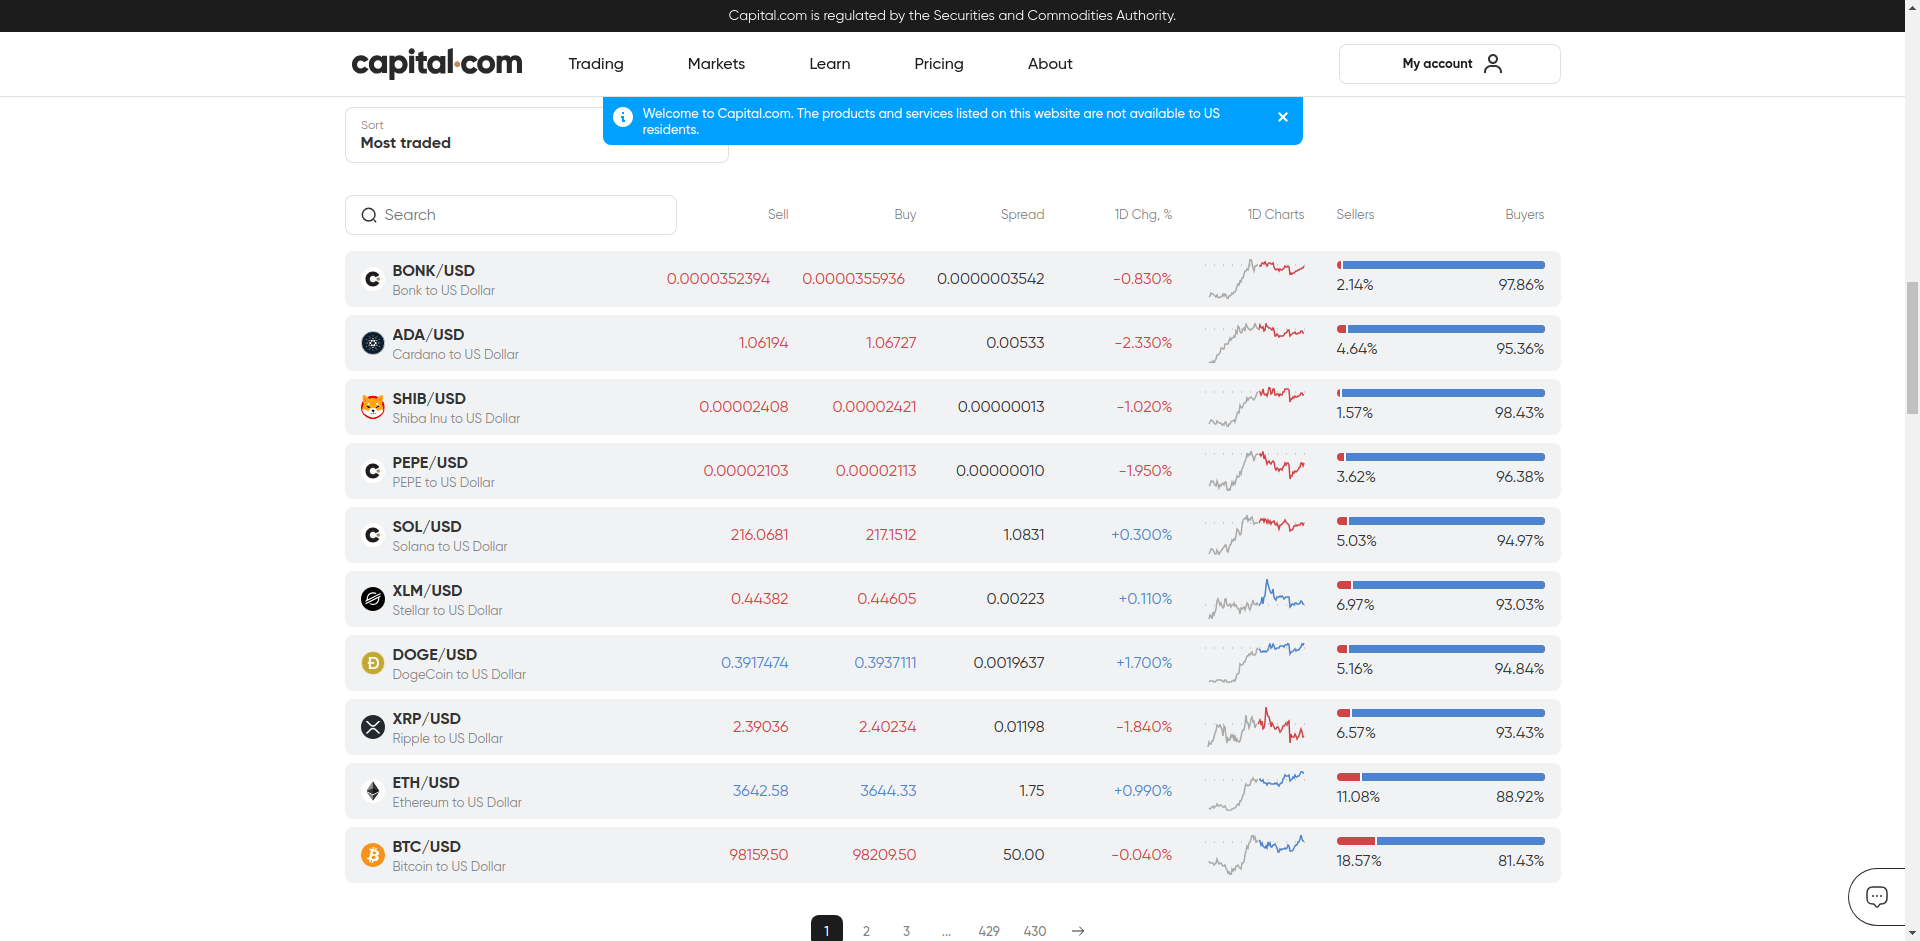 Capital.com is regulated by the Securities and Commodities Authority.
capital.com Trading Markets Learn Pricing About My account
Welcome to Capital.com. The products and services listed on this website are not available to US
residents.
Sort
Most traded
Search Sell Buy Spread 1D Chg, % 1D Charts Sellers Buyers
BONK/USD 0.0000352394 0.0000355936 0.0000003542 -0.830%
Bonk to US Dollar 2.14% 97.86%
ADA/USD 1.06194 1.06727 0.00533 -2.330%
Cardano to US Dollar 4.64% 95.36%
SHIB/USD 0.00002408 0.00002421 0.00000013 -1.020%
Shiba Inu to US Dollar 1.57% 98.43%
PEPE/USD 0.00002103 0.00002113 0.00000010 -1.950%
PEPE to US Dollar 3.62% 96.38%
SOL/USD 216.0681 217.1512 1.0831 +0.300%
Solana to US Dollar 5.03% 94.97%
XLM/USD 0.44382 0.44605 0.00223 +0.110%
Stellar to US Dollar 6.97% 93.03%
DOGE/USD 0.3917474 0.3937111 0.0019637 +1.700%
DogeCoin to US Dollar 5.16% 94.84%
XRP/USD 2.39036 2.40234 0.01198 -1.840%
Ripple to US Dollar 6.57% 93.43%
ETH/USD 3642.58 3644.33 1.75 +0.990%
Ethereum to US Dollar 11.08% 88.92%
BTC/USD 98159.50 98209.50 50.00 -0.040%
Bitcoin to US Dollar 18.57% 81.43%
1 2 3 ... 429 430